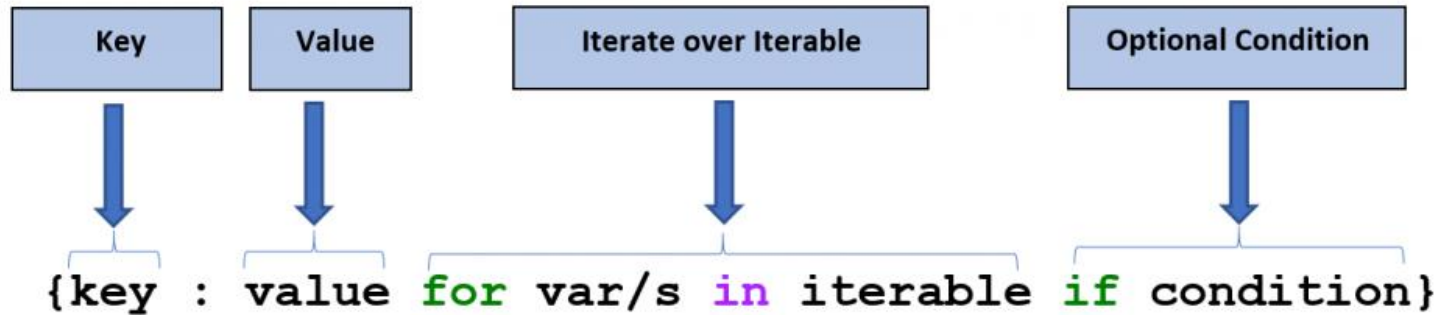 Key
Value
Iterate over Iterable
Optional Condition
{key : value for var/s in iterable if condition}